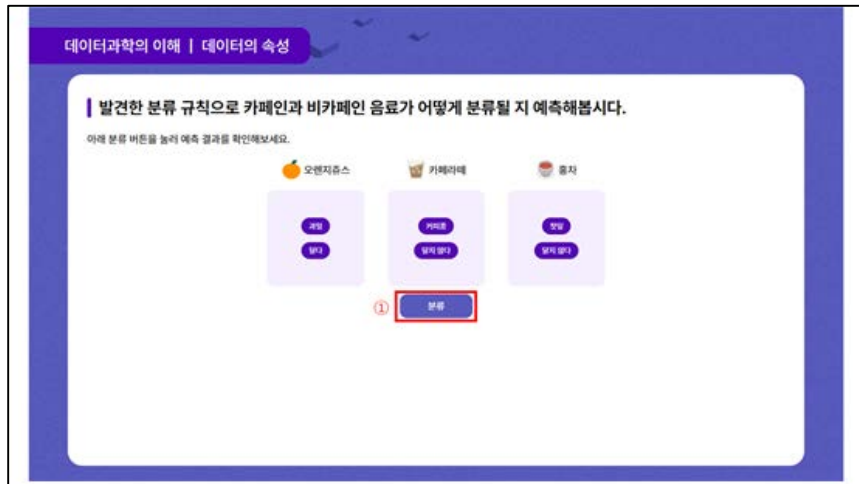 데이터과학의 이해 | 데이터의 속성
발견한 분류 규칙으로 카페인과 비카페인 음료가 어떻게 분류될 지 예측해봅시다.
아래 분류 버튼을 눌러 예측 결과를 확인해보세요.
오렌지쥬스 카페라떼 홍차
과일 커피콩 찻잎
달다 달지 않다 달지 않다
① 분류